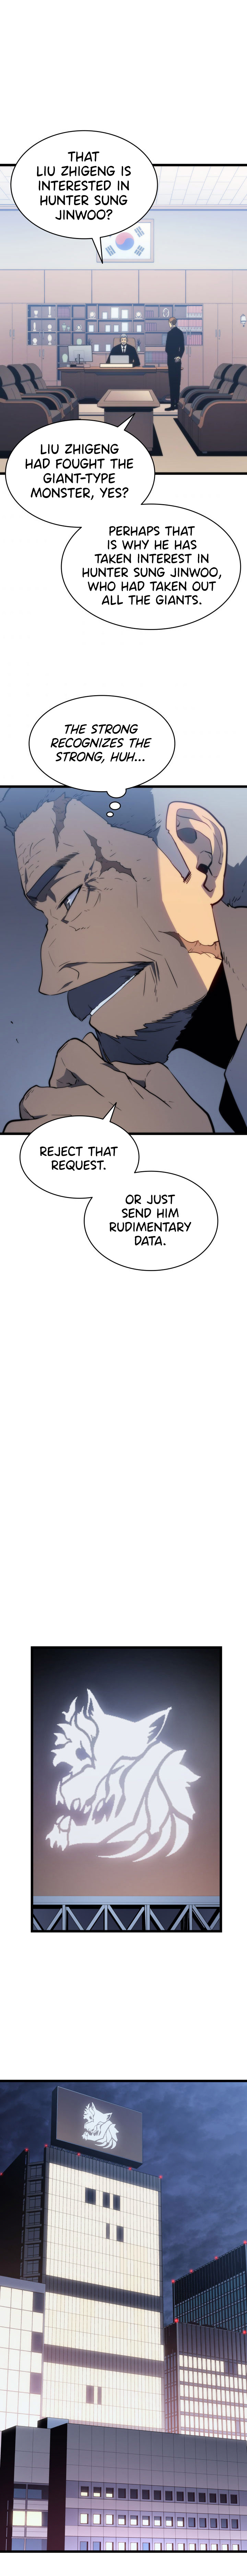 THAT
LIU ZHIGENG IS
INTERESTED IN
HUNTER SUNG
JINWOO?
LIU ZHIGENG
HAD FOUGHT THE
GIANT-TYPE
MONSTER, YES?
PERHAPS THAT
IS WHY HE HAS
TAKEN INTEREST IN
HUNTER SUNG JINWOO,
WHO HAD TAKEN OUT
ALL THE GIANTS.
THE STRONG
RECOGNIZES THE
STRONG, HUH...
REJECT THAT
REQUEST.
OR JUST
SEND HIM
RUDIMENTARY
DATA.